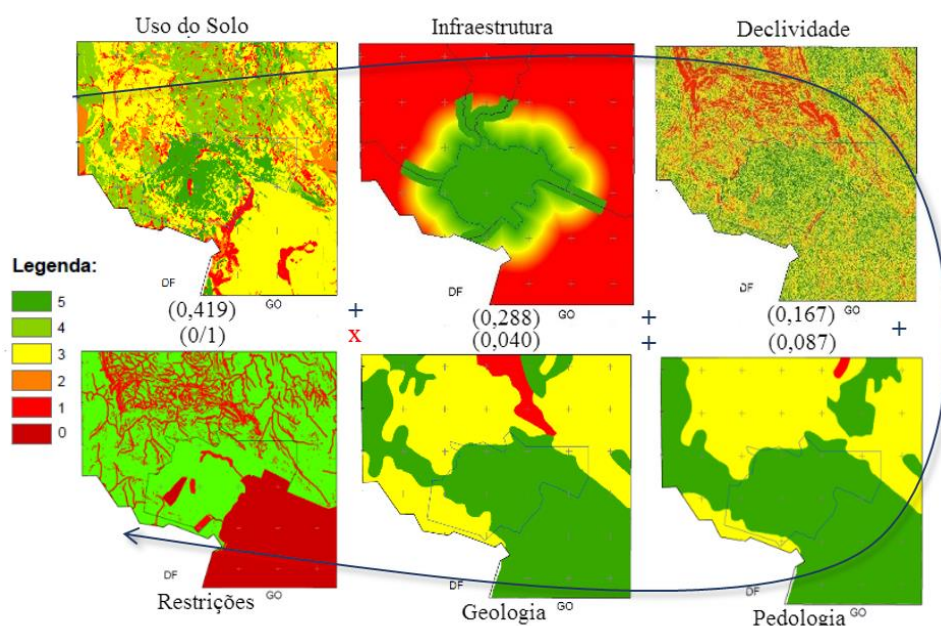 Uso do Solo
Infraestrutura
Declividade
Legenda:
5
4
3
2
1
0
DF
GO
DF
GO
DF
GO
(0,419)
+
(0,288)
+
(0,167)
+
(0/1)
x
(0,040)
+
(0,087)
DF
GO
DF
GO
DF
GO
Restrições
Geologia
Pedologia